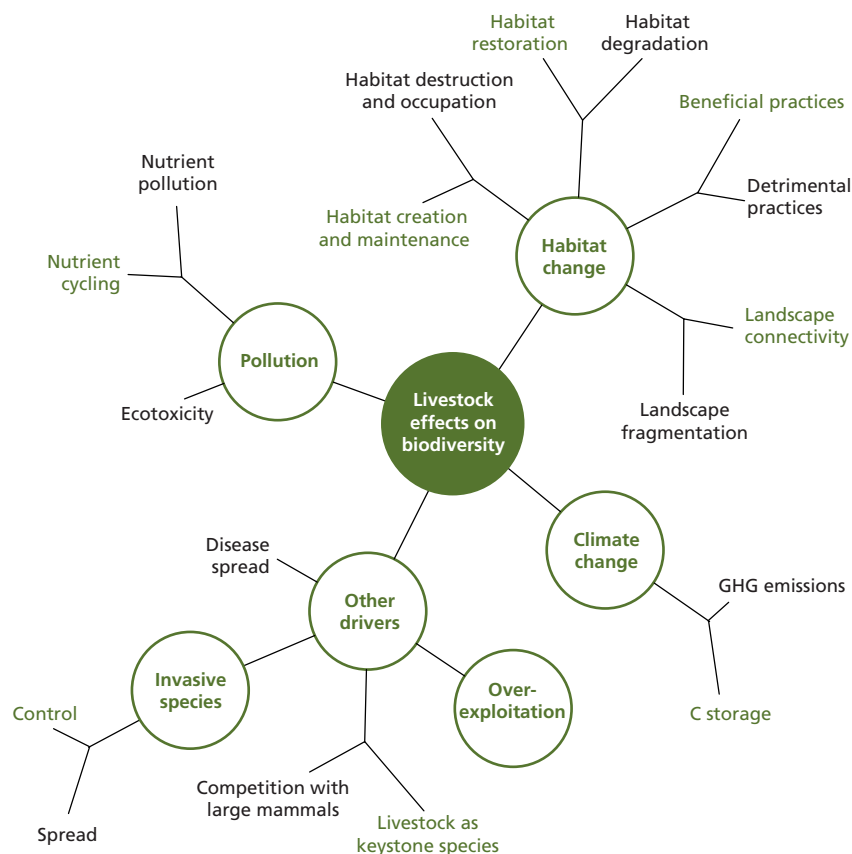 Habitat
restoration
Habitat
degradation
Habitat destruction
and occupation
Beneficial practices
Nutrient
pollution
Detrimental
practices
Habitat creation
and maintenance
Habitat
change
Nutrient
cycling
Landscape
connectivity
Pollution
Livestock
effects on
biodiversity
Ecotoxicity
Landscape
fragmentation
Climate
change
Disease
spread
GHG emissions
Other
drivers
Invasive
species
Over-
exploitation
Control
C storage
Competition with
large mammals
Livestock as
keystone species
Spread